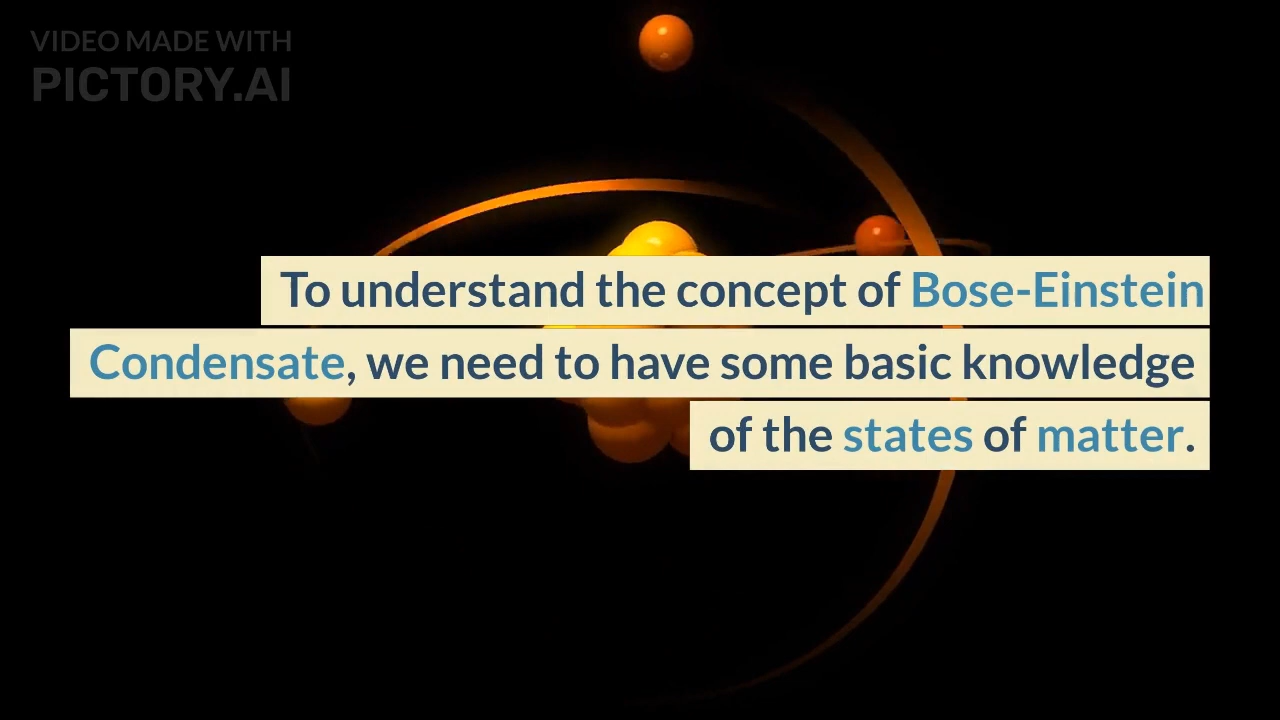 VIDEO MADE WITH
PICTORY.AI
To understand the concept of Bose-Einstein
Condensate, we need to have some basic knowledge
of the states of matter.